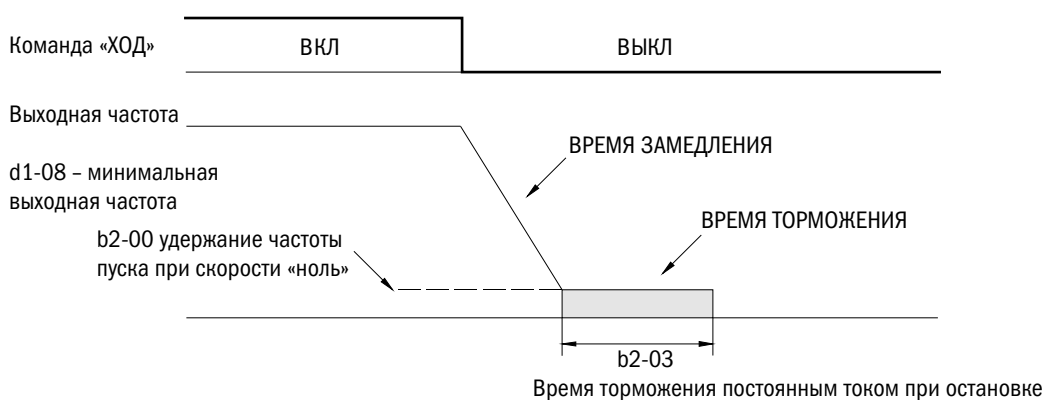 Команда «ХОД»
ВКЛ
ВЫКЛ
Выходная частота
ВРЕМЯ ЗАМЕДЛЕНИЯ
d1-08 – минимальная
выходная частота
ВРЕМЯ ТОРМОЖЕНИЯ
b2-00 удержание частоты
пуска при скорости «ноль»
b2-03
Время торможения постоянным током при остановке